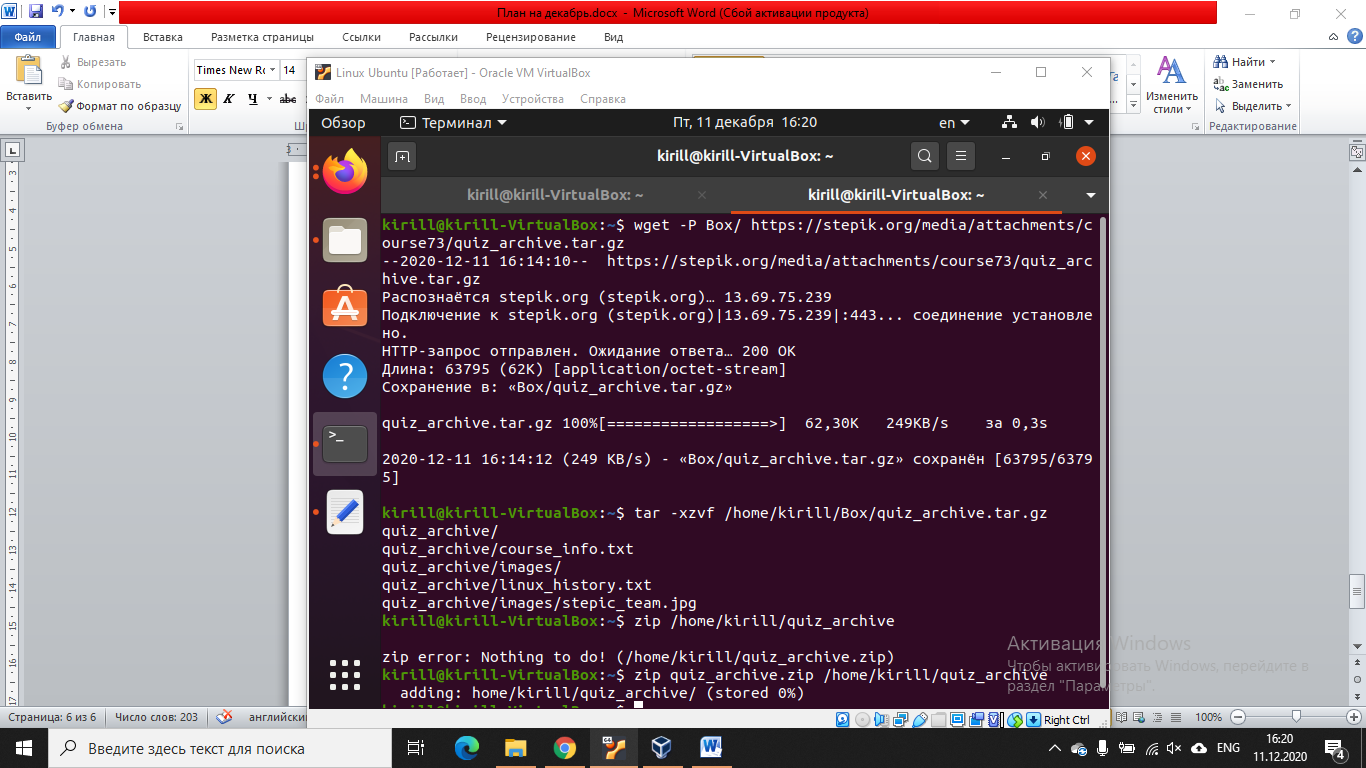 План на декабрь.docx - Microsoft Word (Сбой активации продукта)
Файл Главная Вставка Разметка страницы Ссылки Рассылки Рецензирование Вид
Вставить
Вырезать
Копировать
Формат по образцу
Буфер обмена
Times New Ro 14
Ж К Ч abc
Изменить стили
Найти
Заменить
Выделить
Редактирование
Linux Ubuntu [Работает] - Oracle VM VirtualBox
Файл Машина Вид Ввод Устройства Справка
Обзор Терминал Пт, 11 декабря 16:20 en
kirill@kirill-VirtualBox: ~
kirill@kirill-VirtualBox: ~ kirill@kirill-VirtualBox: ~
kirill@kirill-VirtualBox:~$ wget -P Box/ https://stepik.org/media/attachments/c
ourse73/quiz_archive.tar.gz
--2020-12-11 16:14:10-- https://stepik.org/media/attachments/course73/quiz_arc
hive.tar.gz
Распознаётся stepik.org (stepik.org)… 13.69.75.239
Подключение к stepik.org (stepik.org)|13.69.75.239|:443... соединение установле
но.
HTTP-запрос отправлен. Ожидание ответа… 200 OK
Длина: 63795 (62K) [application/octet-stream]
Сохранение в: «Box/quiz_archive.tar.gz»
quiz_archive.tar.gz 100%[==================>] 62,30K 249KB/s за 0,3s
2020-12-11 16:14:12 (249 KB/s) - «Box/quiz_archive.tar.gz» сохранён [63795/6379
5]
kirill@kirill-VirtualBox:~$ tar -xzvf /home/kirill/Box/quiz_archive.tar.gz
quiz_archive/
quiz_archive/course_info.txt
quiz_archive/images/
quiz_archive/linux_history.txt
quiz_archive/images/stepic_team.jpg
kirill@kirill-VirtualBox:~$ zip /home/kirill/quiz_archive
zip error: Nothing to do! (/home/kirill/quiz_archive.zip)
kirill@kirill-VirtualBox:~$ zip quiz_archive.zip /home/kirill/quiz_archive
adding: home/kirill/quiz_archive/ (stored 0%)
Активация Windows
Чтобы активировать Windows, перейдите в
раздел "Параметры".
Right Ctrl
Страница: 6 из 6 Число слов: 203 100%
Введите здесь текст для поиска
ENG
16:20
11.12.2020
4